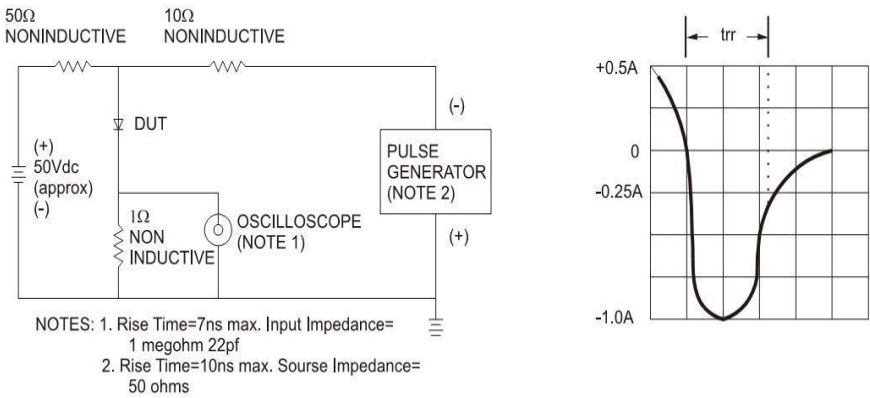 50Ω
NONINDUCTIVE
10Ω
NONINDUCTIVE
DUT
(+)
50Vdc
(approx)
(-)
1Ω
NON
INDUCTIVE
OSCILLOSCOPE
(NOTE 1)
(-)
PULSE
GENERATOR
(NOTE 2)
(+)
NOTES: 1. Rise Time=7ns max. Input Impedance=
1 megohm 22pf
2. Rise Time=10ns max. Sourse Impedance=
50 ohms
trr
+0.5A
0
-0.25A
-1.0A